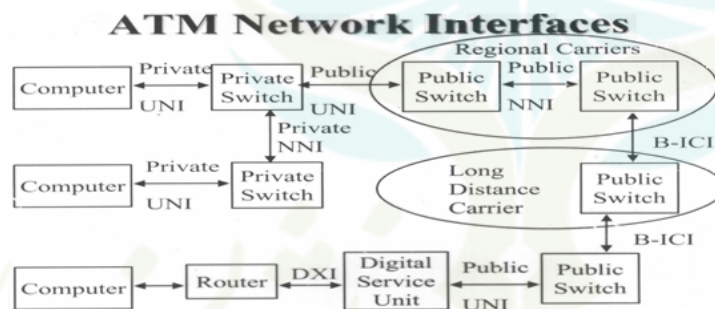 ATM Network Interfaces
Regional Carriers
Computer
Private
UNI
Private
Switch
Public
UNI
Public
Switch
Public
NNI
Public
Switch
Private
NNI
B-ICI
Computer
Private
UNI
Private
Switch
Long
Distance
Carrier
Public
Switch
B-ICI
Computer
Router
DXI
Digital
Service
Unit
Public
UNI
Public
Switch